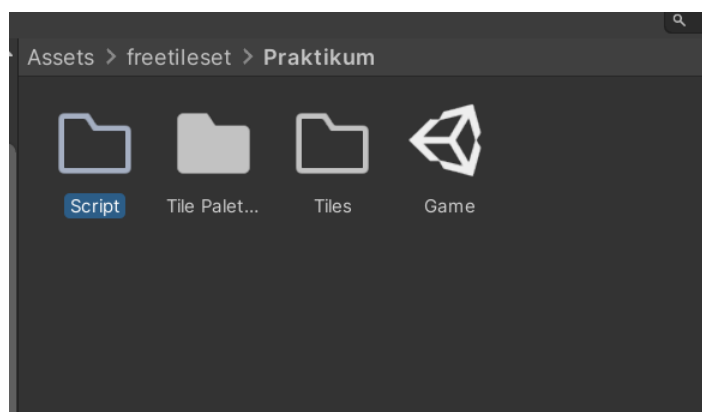 Assets > freetileset > Praktikum
Script
Tile Palet...
Tiles
Game